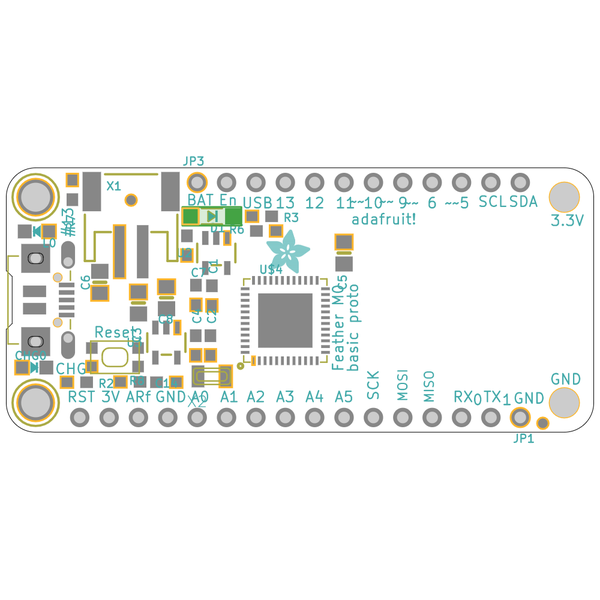 JP3
X1
BAT En USB 13 12 11~ 10~ 9~ 6 ~5 SCL SDA
#13
D1 R6
R3
adafruit!
3.3V
C1
U$4
C7
C6
C5
C8
C3
C4 C2
Feather M0
basic proto
Reset
CHG0
CHG
R2
GND
RST 3V ARf GND A0 A1 A2 A3 A4 A5 SCK MOSI MISO RX0 TX1 GND
X2
JP1